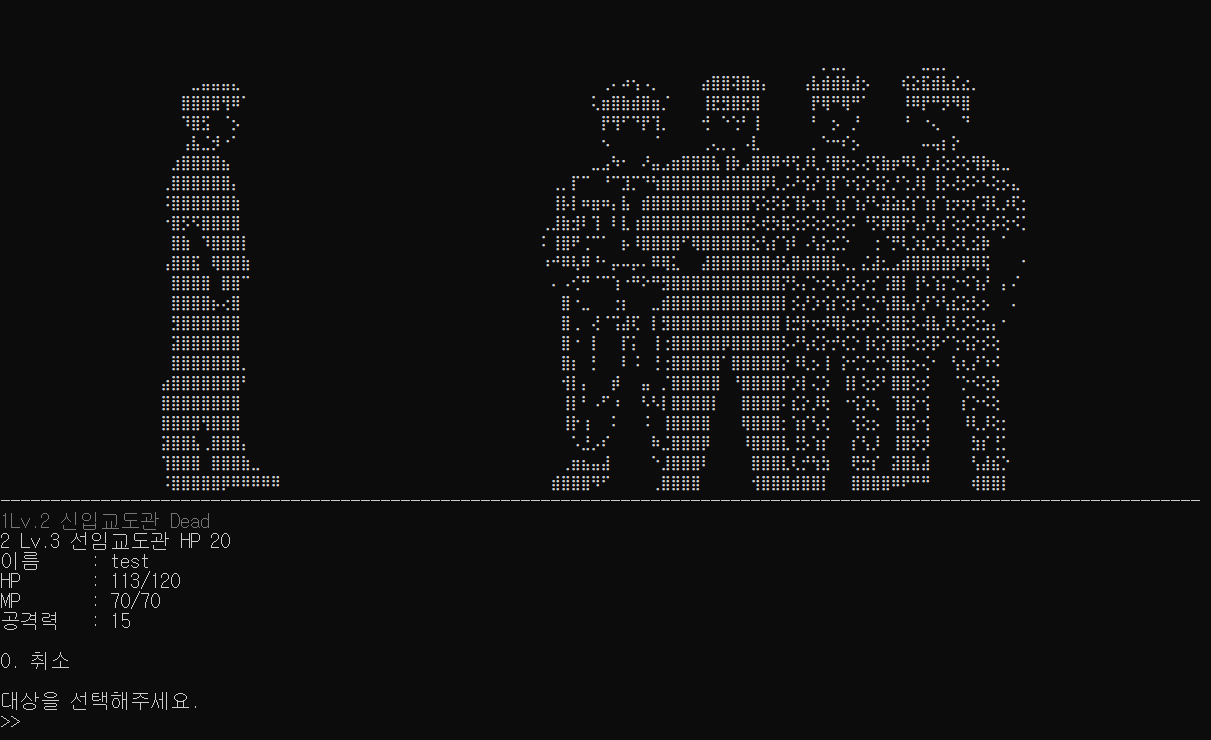 1Lv.2 신입교도관 Dead
2 Lv.3 선임교도관 HP 20
이름 : test
HP : 113/120
MP : 70/70
공격력 : 15
0. 취소
대상을 선택해주세요.
>>